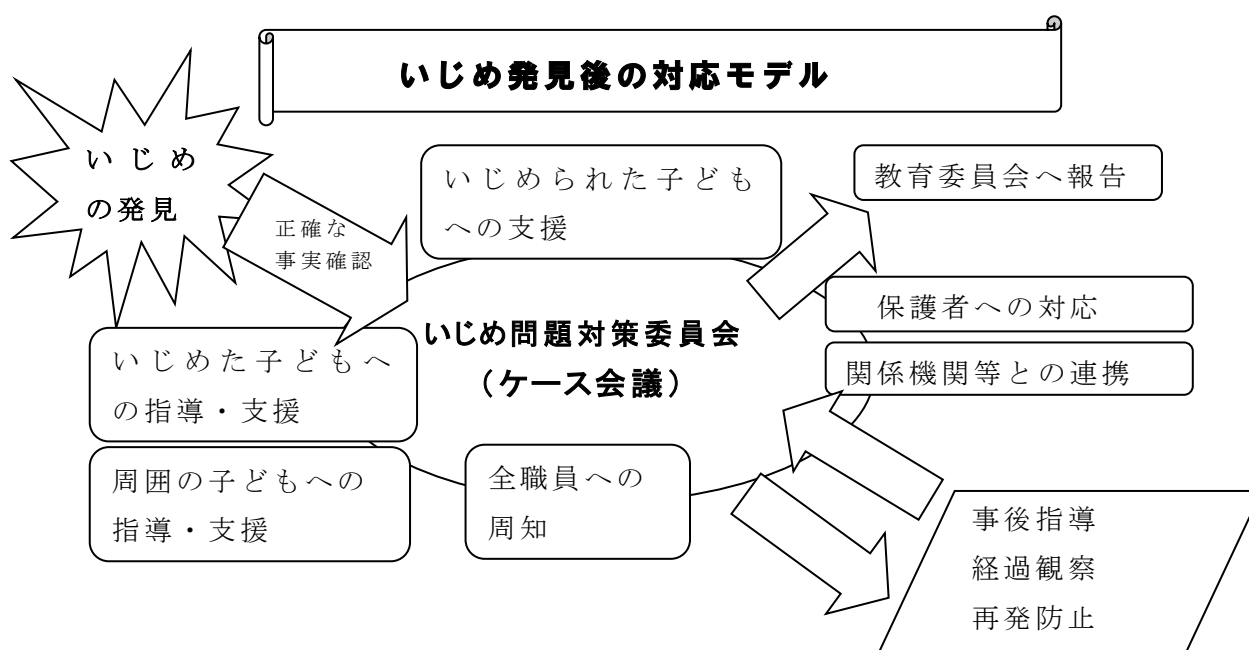 いじめ発見後の対応モデル
いじめ
の発見
正確な
事実確認
いじめられた子ども
への支援
教育委員会へ報告
保護者への対応
関係機関等との連携
いじめ問題対策委員会
（ケース会議）
いじめた子どもへ
の指導・支援
周囲の子どもへの
指導・支援
全職員への
周知
事後指導
経過観察
再発防止